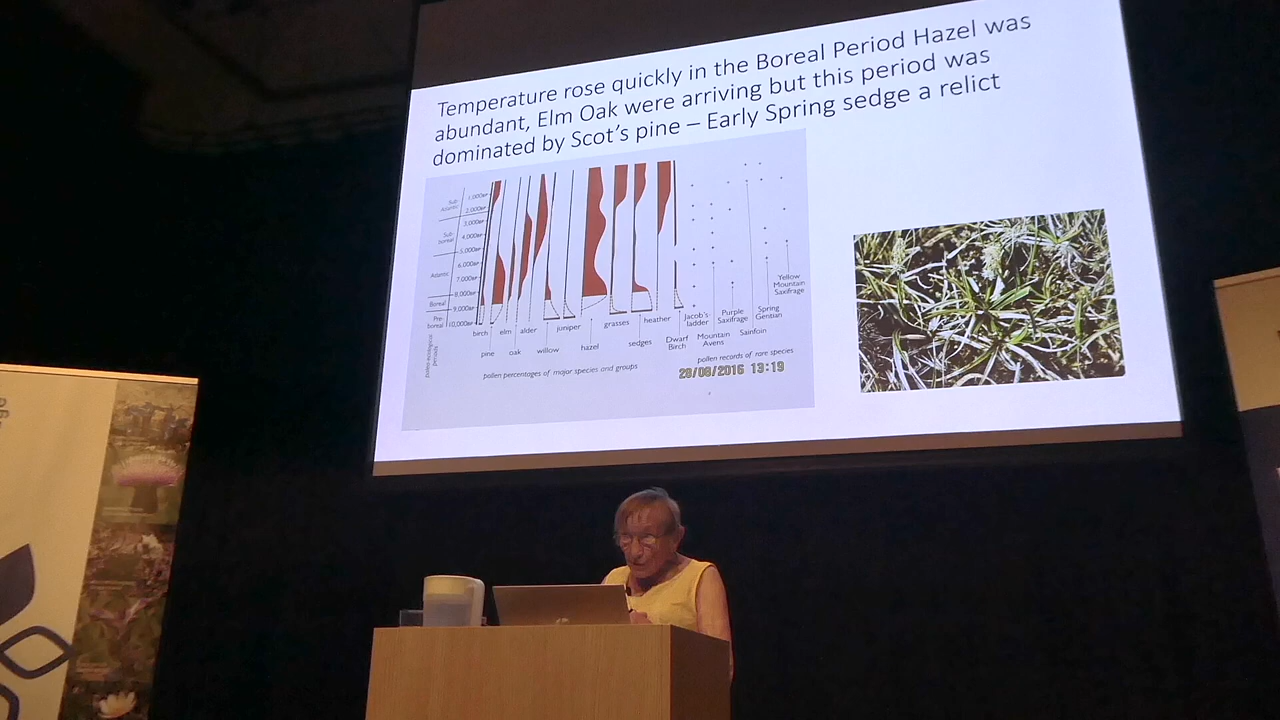 Temperature rose quickly in the Boreal Period Hazel was
abundant, Elm Oak were arriving but this period was
dominated by Scot's pine – Early Spring sedge a relict
Sub-
Atlantic
Sub-
boreal
Atlantic
Boreal
Pre-
boreal
1,000BP
2,000BP
3,000BP
4,000BP
5,000BP
6,000BP
7,000BP
8,000BP
9,000BP
10,000BP
birch
elm
alder
juniper
grasses
heather
pine
oak
willow
hazel
sedges
Dwarf
Birch
Jacob's-
ladder
Mountain
Avens
Purple
Saxifrage
Sainfoin
Spring
Gentian
Yellow
Mountain
Saxifrage
pollen percentages of major species and groups
pollen records of rare species
28/08/2016 13:19